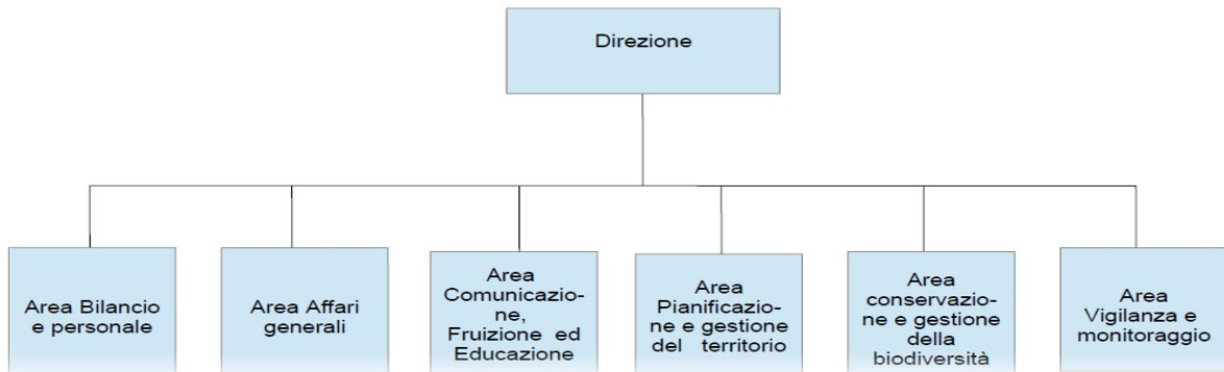 Direzione
Area Bilancio
e personale
Area Affari
generali
Area
Comunicazio-
ne,
Fruizione ed
Educazione
Area
Pianificazio-
ne e gestione
del territorio
Area
conservazio-
ne e gestione
della
biodiversità
Area
Vigilanza e
monitoraggio